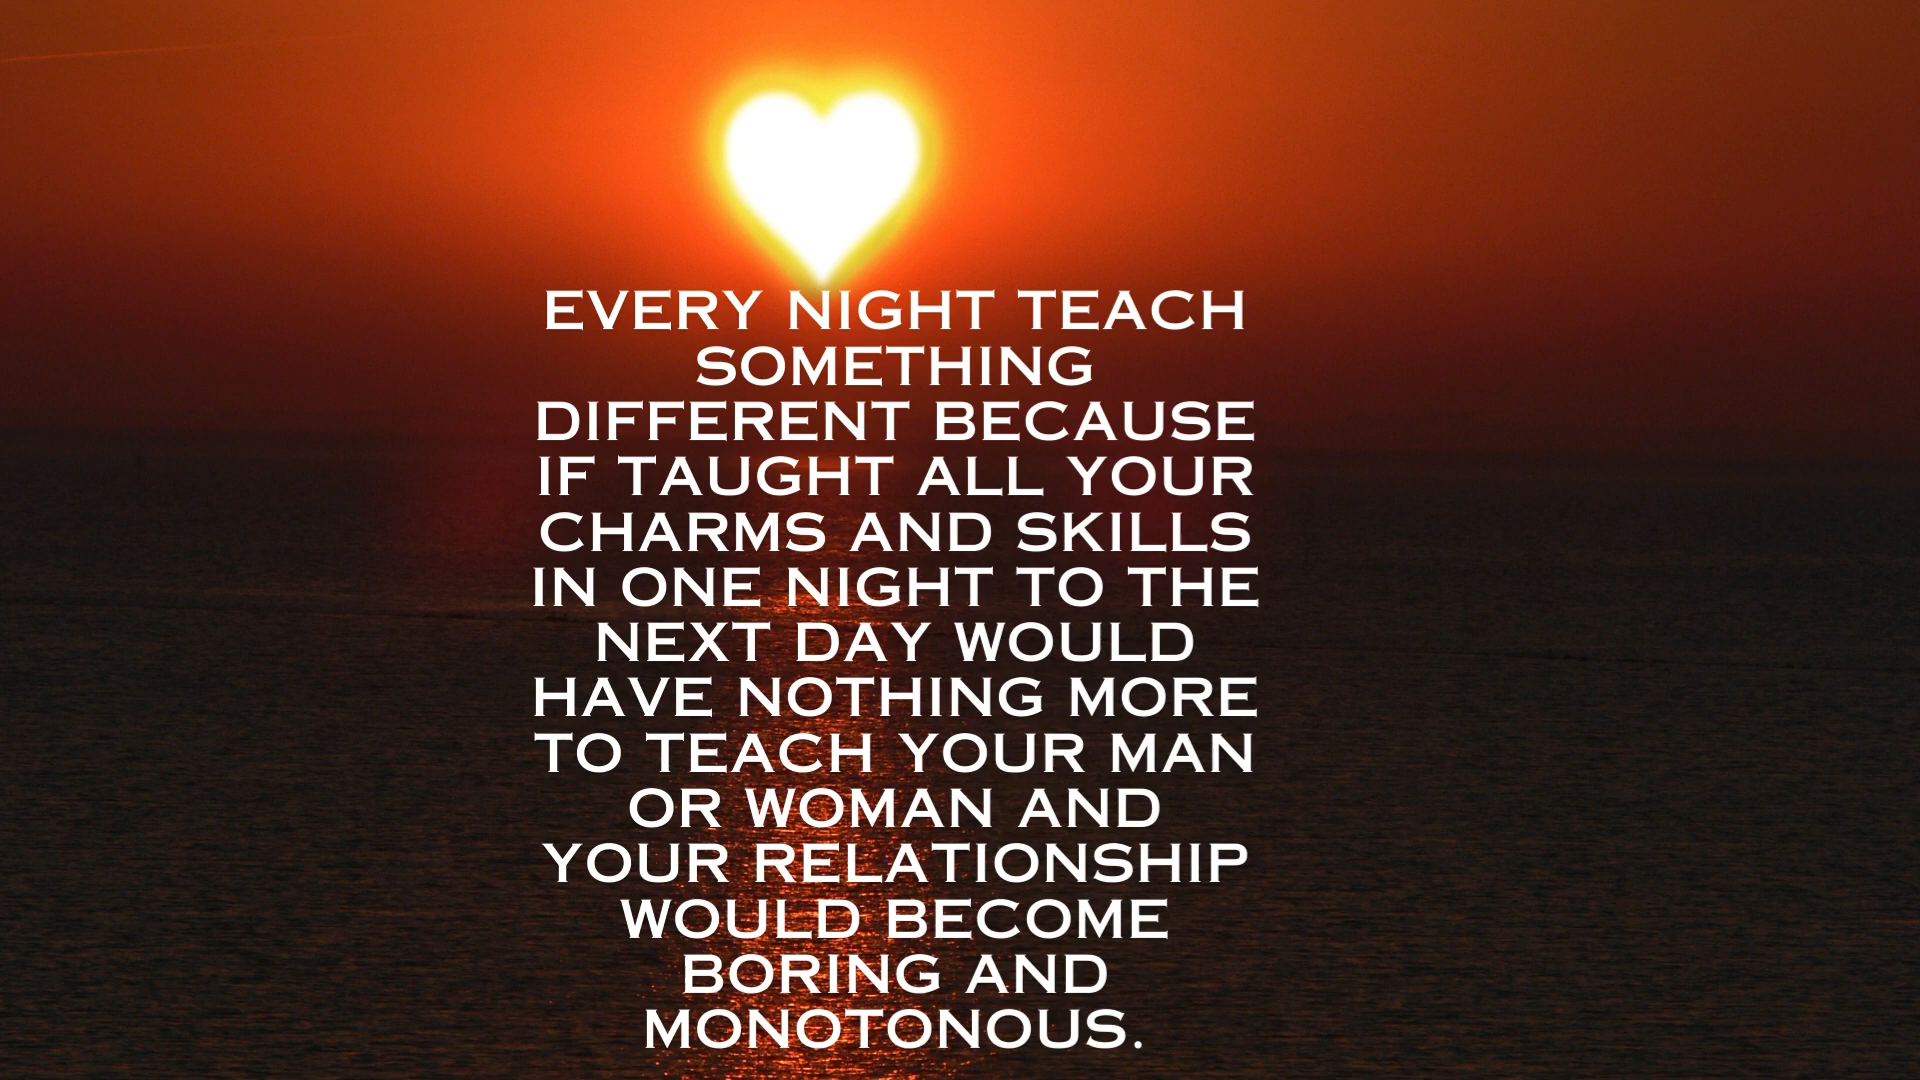 EVERY NIGHT TEACH
SOMETHING
DIFFERENT BECAUSE
IF TAUGHT ALL YOUR
CHARMS AND SKILLS
IN ONE NIGHT TO THE
NEXT DAY WOULD
HAVE NOTHING MORE
TO TEACH YOUR MAN
OR WOMAN AND
YOUR RELATIONSHIP
WOULD BECOME
BORING AND
MONOTONOUS.